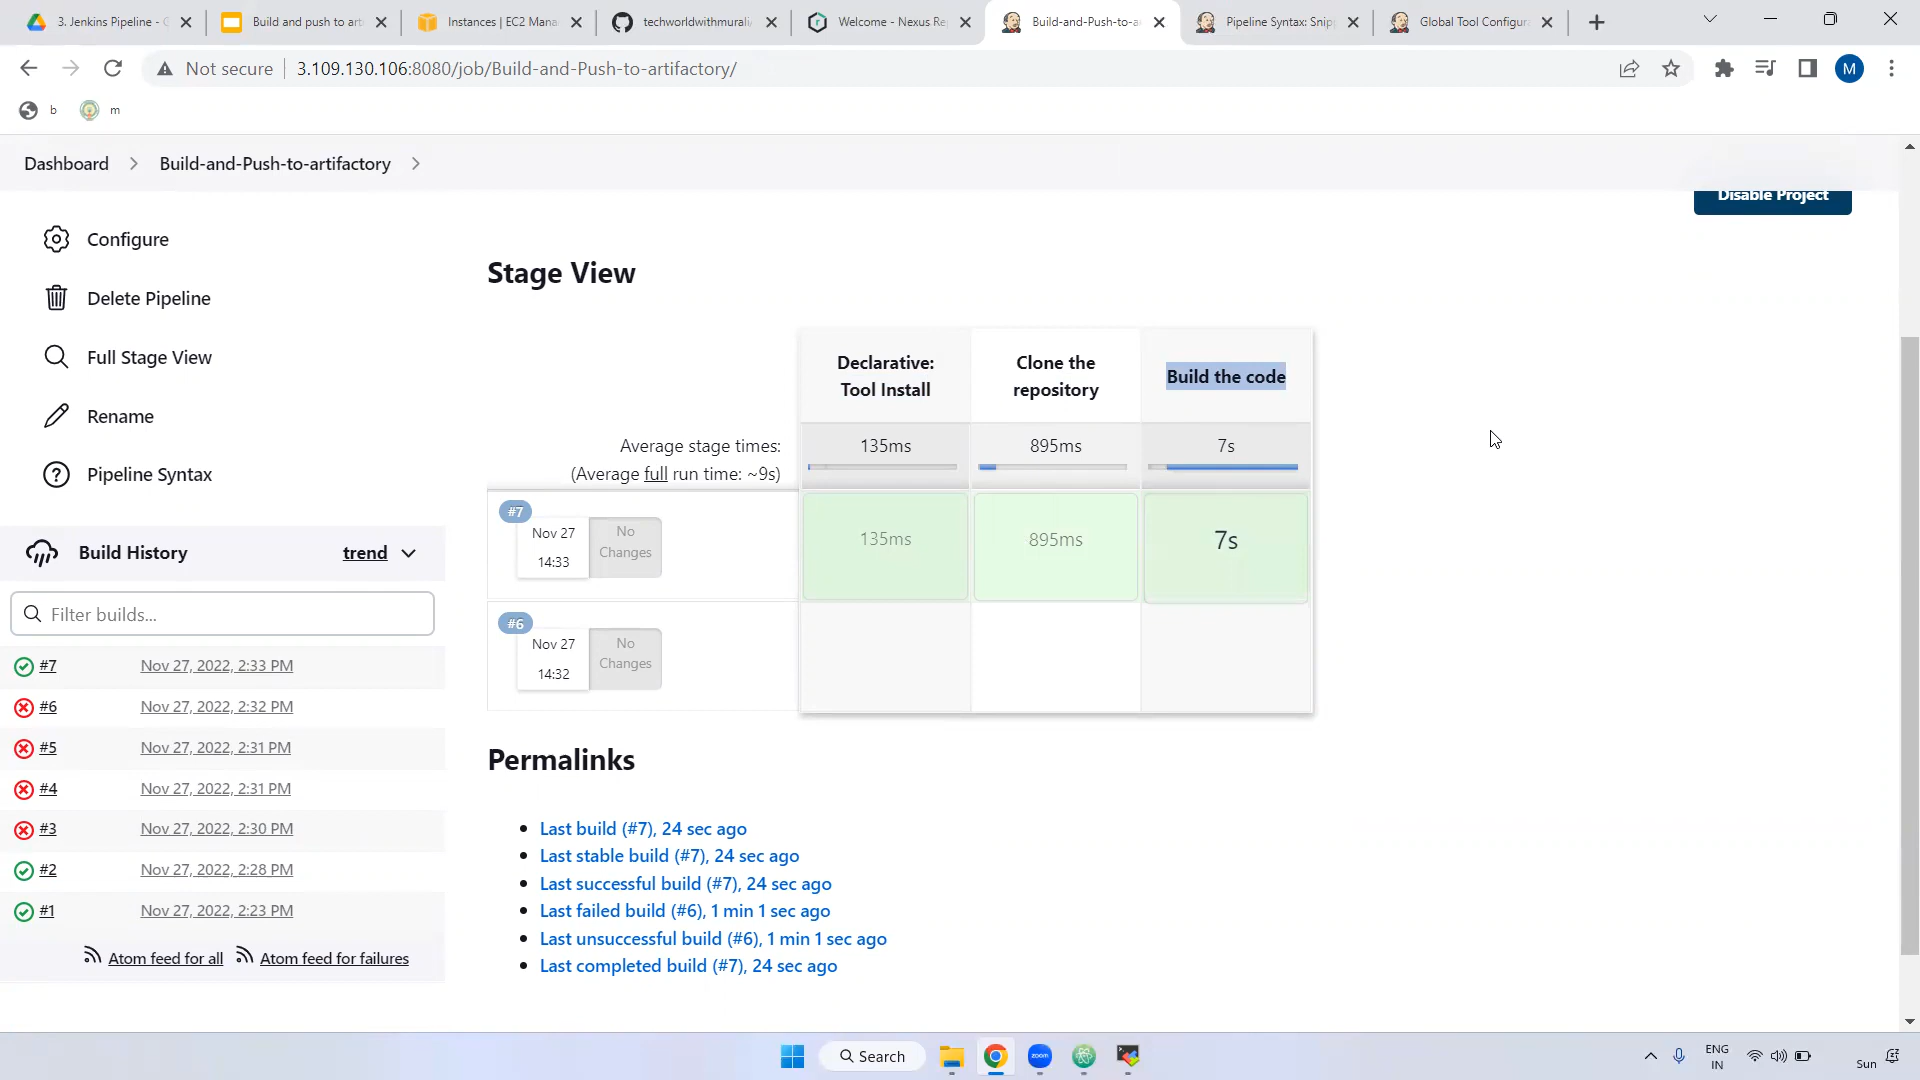 3. Jenkins Pipeline - G
Build and push to art
Instances | EC2 Mana
techworldwithmurali
Welcome - Nexus Re
Build-and-Push-to-a
Pipeline Syntax: Snip
Global Tool Configura
Not secure
3.109.130.106:8080/job/Build-and-Push-to-artifactory/
M
b
m
Dashboard
Build-and-Push-to-artifactory
Disable Project
Configure
Delete Pipeline
Full Stage View
Rename
Pipeline Syntax
Build History
trend
Filter builds...
#7 Nov 27, 2022, 2:33 PM
#6 Nov 27, 2022, 2:32 PM
#5 Nov 27, 2022, 2:31 PM
#4 Nov 27, 2022, 2:31 PM
#3 Nov 27, 2022, 2:30 PM
#2 Nov 27, 2022, 2:28 PM
#1 Nov 27, 2022, 2:23 PM
Atom feed for all
Atom feed for failures
Stage View
Declarative:
Tool Install
Clone the
repository
Build the code
Average stage times:
(Average full run time: ~9s)
135ms
895ms
7s
#7
Nov 27
14:33
No
Changes
135ms
895ms
7s
#6
Nov 27
14:32
No
Changes
Permalinks
Last build (#7), 24 sec ago
Last stable build (#7), 24 sec ago
Last successful build (#7), 24 sec ago
Last failed build (#6), 1 min 1 sec ago
Last unsuccessful build (#6), 1 min 1 sec ago
Last completed build (#7), 24 sec ago
Search
zoom
ENG
IN
Sun